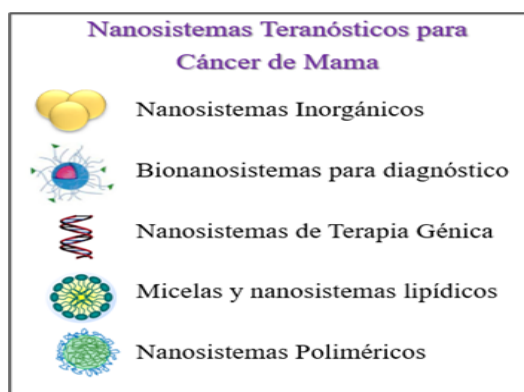 Nanosistemas Teranósticos para
Cáncer de Mama
Nanosistemas Inorgánicos
Bionanosistemas para diagnóstico
Nanosistemas de Terapia Génica
Micelas y nanosistemas lipídicos
Nanosistemas Poliméricos